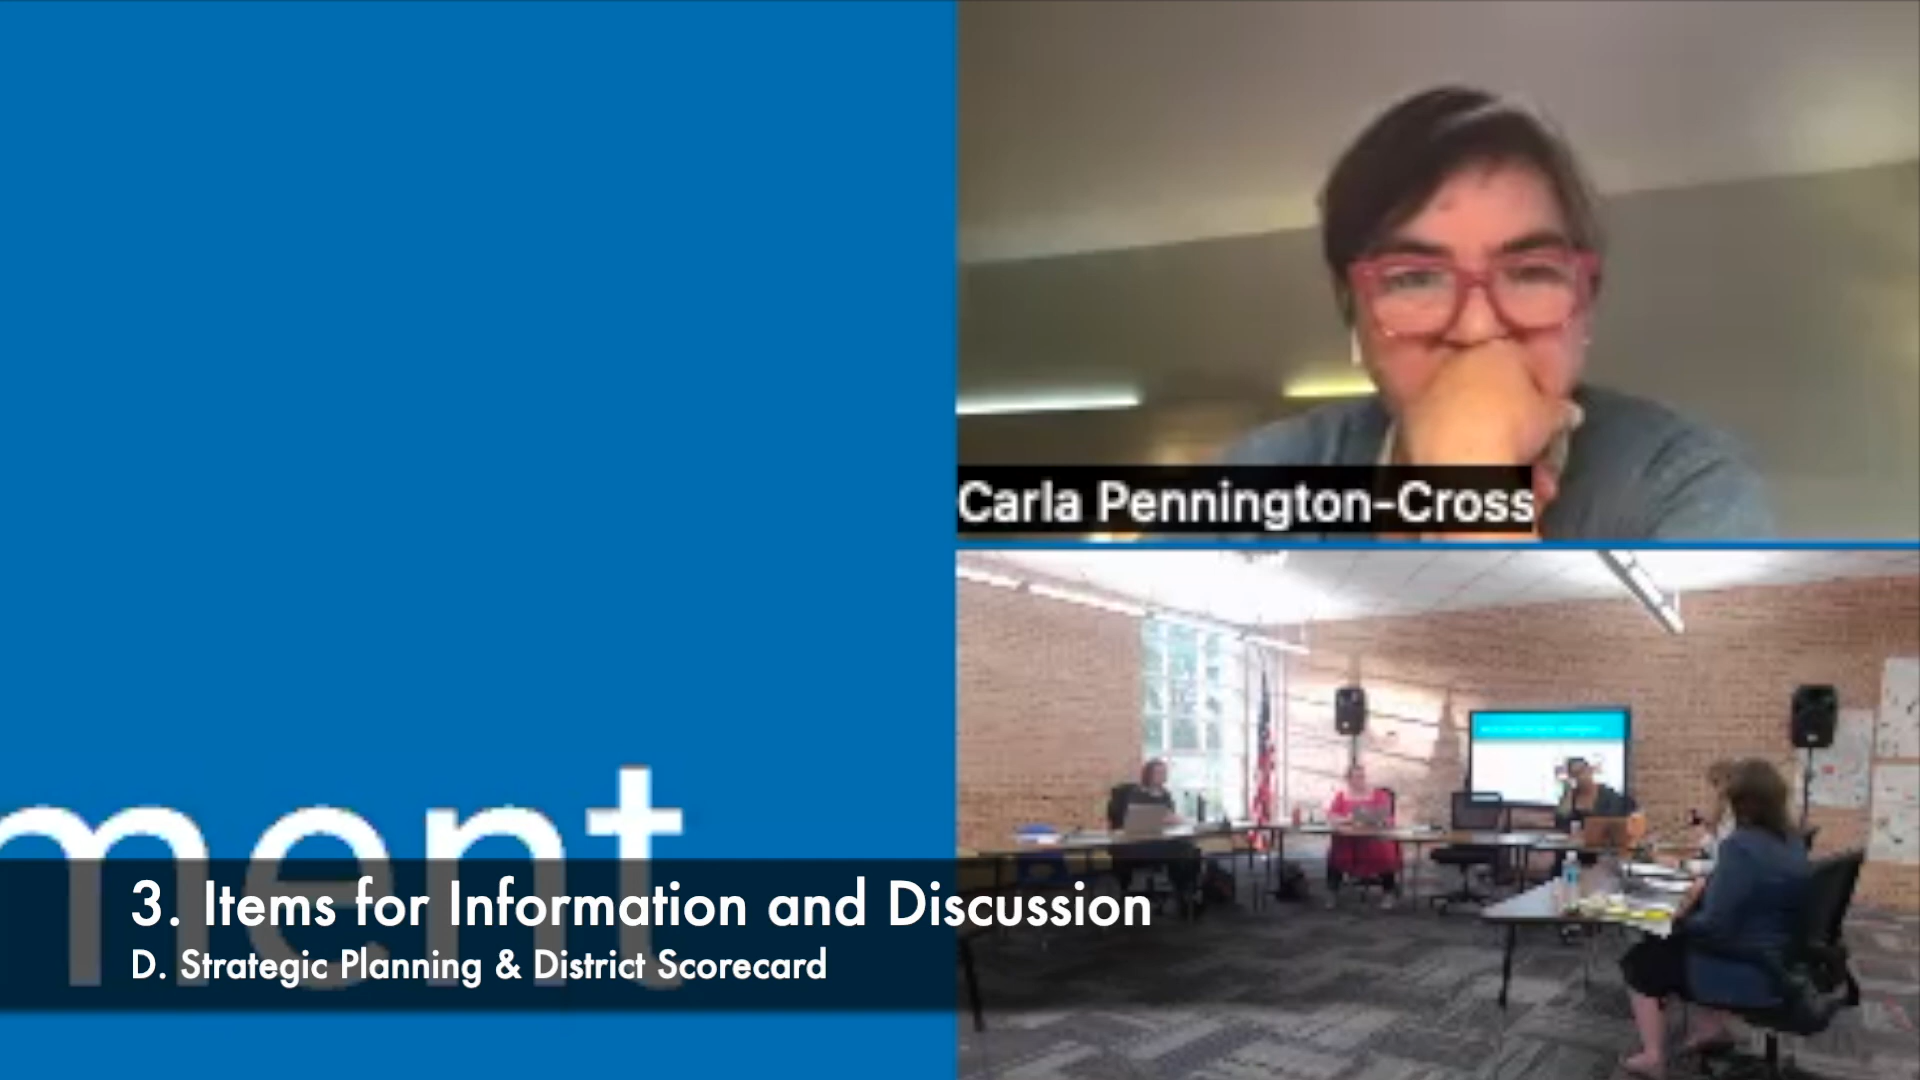 Carla Pennington-Cross
ment
3. Items for Information and Discussion
D. Strategic Planning & District Scorecard